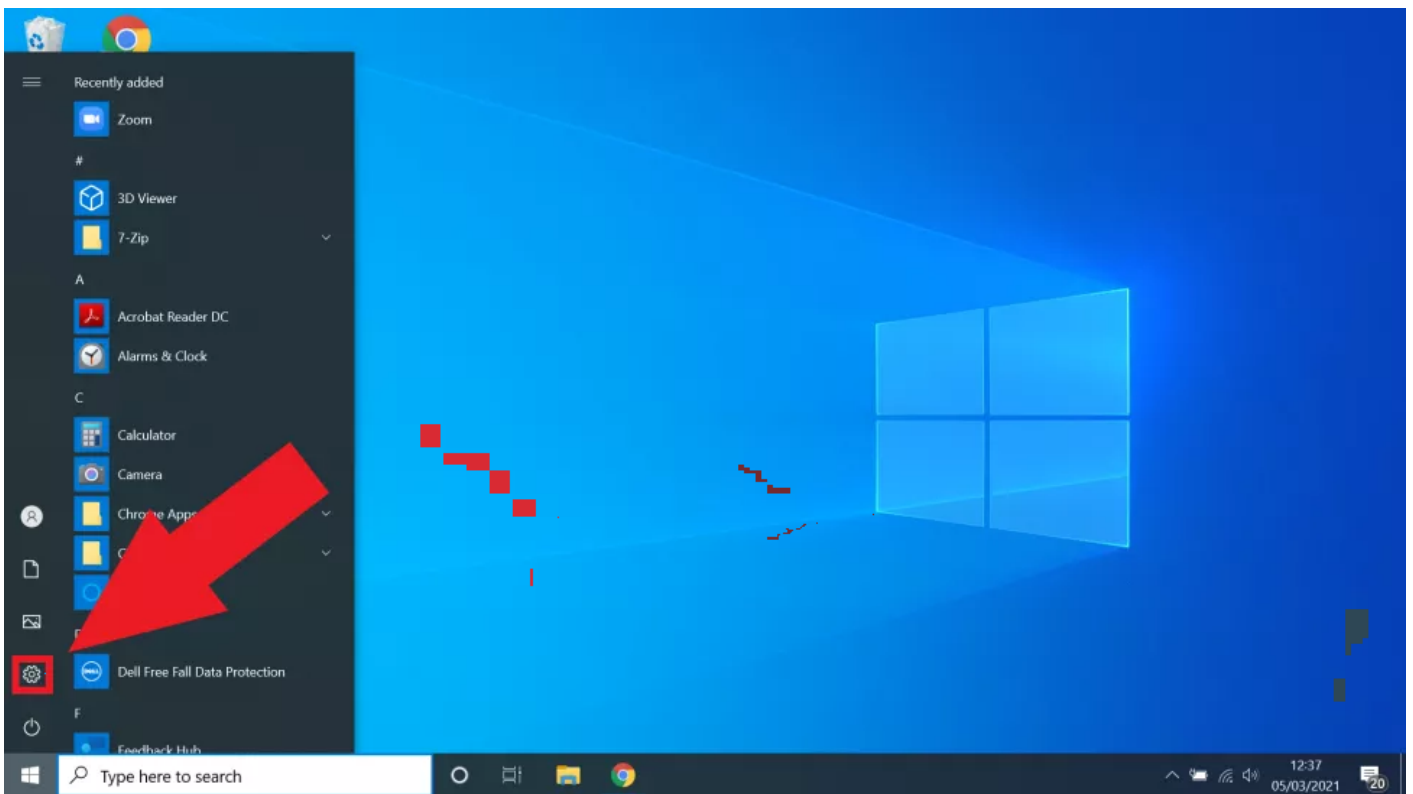 Recently added
Zoom
#
3D Viewer
7-Zip
A
Acrobat Reader DC
Alarms & Clock
C
Calculator
Camera
Chrome Apps
Dell Free Fall Data Protection
F
Feedback Hub
Type here to search
12:37
05/03/2021
20